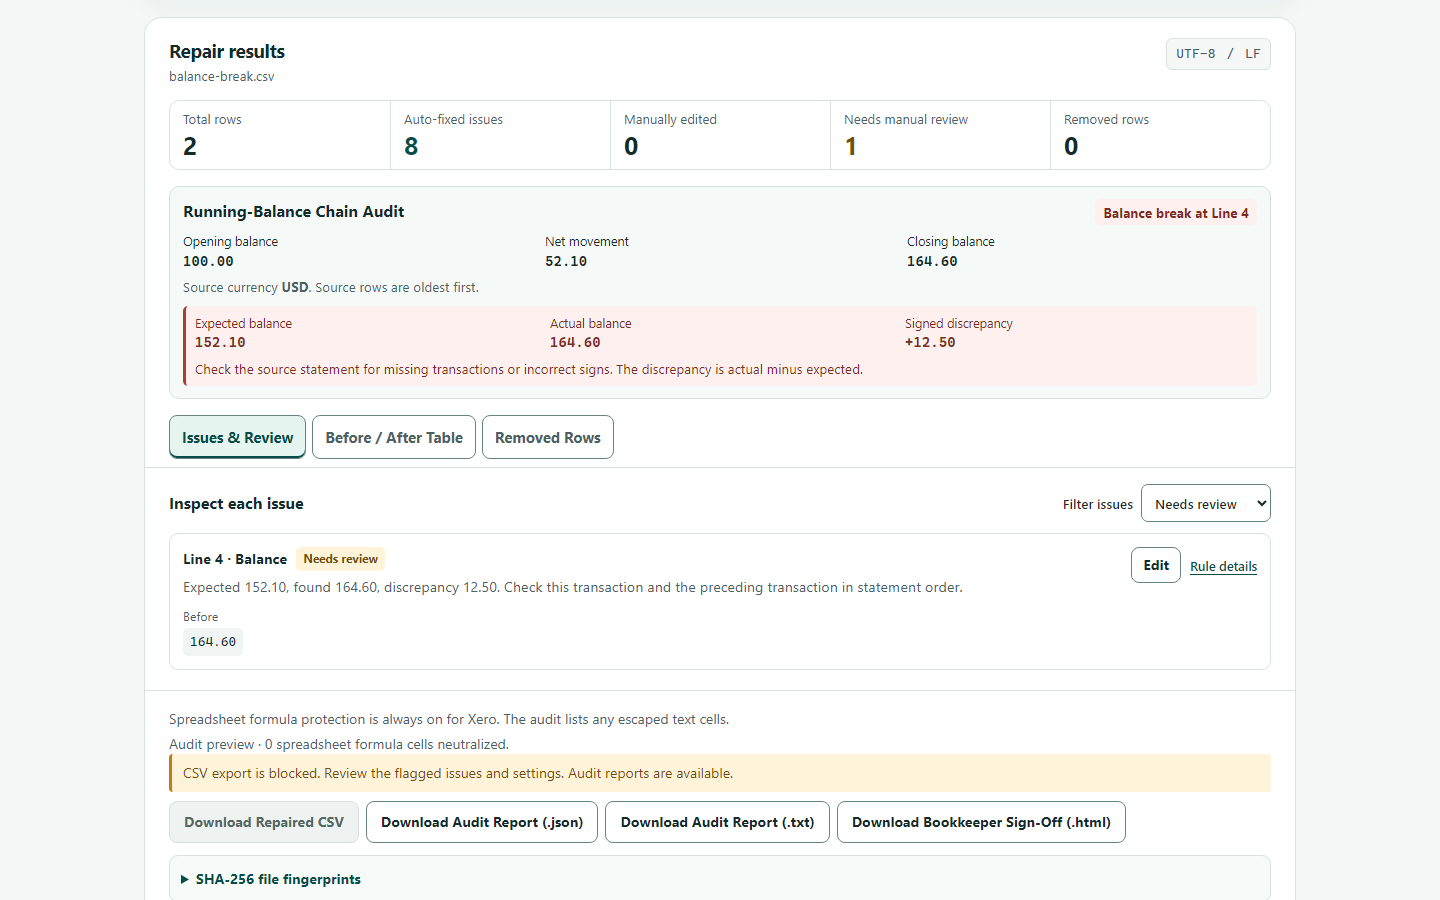 Repair results
balance-break.csv
UTF-8 / LF
Total rows
2
Auto-fixed issues
8
Manually edited
0
Needs manual review
1
Removed rows
0
Running-Balance Chain Audit
Balance break at Line 4
Opening balance
100.00
Net movement
52.10
Closing balance
164.60
Source currency USD. Source rows are oldest first.
Expected balance
152.10
Actual balance
164.60
Signed discrepancy
+12.50
Check the source statement for missing transactions or incorrect signs. The discrepancy is actual minus expected.
Issues & Review
Before / After Table
Removed Rows
Inspect each issue
Filter issues
Needs review
Line 4 · Balance
Needs review
Edit
Rule details
Expected 152.10, found 164.60, discrepancy 12.50. Check this transaction and the preceding transaction in statement order.
Before
164.60
Spreadsheet formula protection is always on for Xero. The audit lists any escaped text cells.
Audit preview · 0 spreadsheet formula cells neutralized.
CSV export is blocked. Review the flagged issues and settings. Audit reports are available.
Download Repaired CSV
Download Audit Report (.json)
Download Audit Report (.txt)
Download Bookkeeper Sign-Off (.html)
SHA-256 file fingerprints